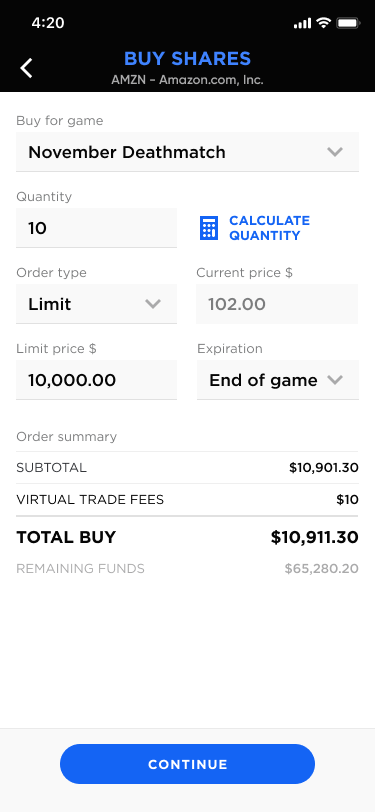 4:20
BUY SHARES
AMZN – Amazon.com, Inc.
Buy for game
November Deathmatch
Quantity
10
CALCULATE
QUANTITY
Order type
Current price $
Limit
102.00
Limit price $
Expiration
10,000.00
End of game
Order summary
SUBTOTAL $10,901.30
VIRTUAL TRADE FEES $10
TOTAL BUY $10,911.30
REMAINING FUNDS $65,280.20
CONTINUE